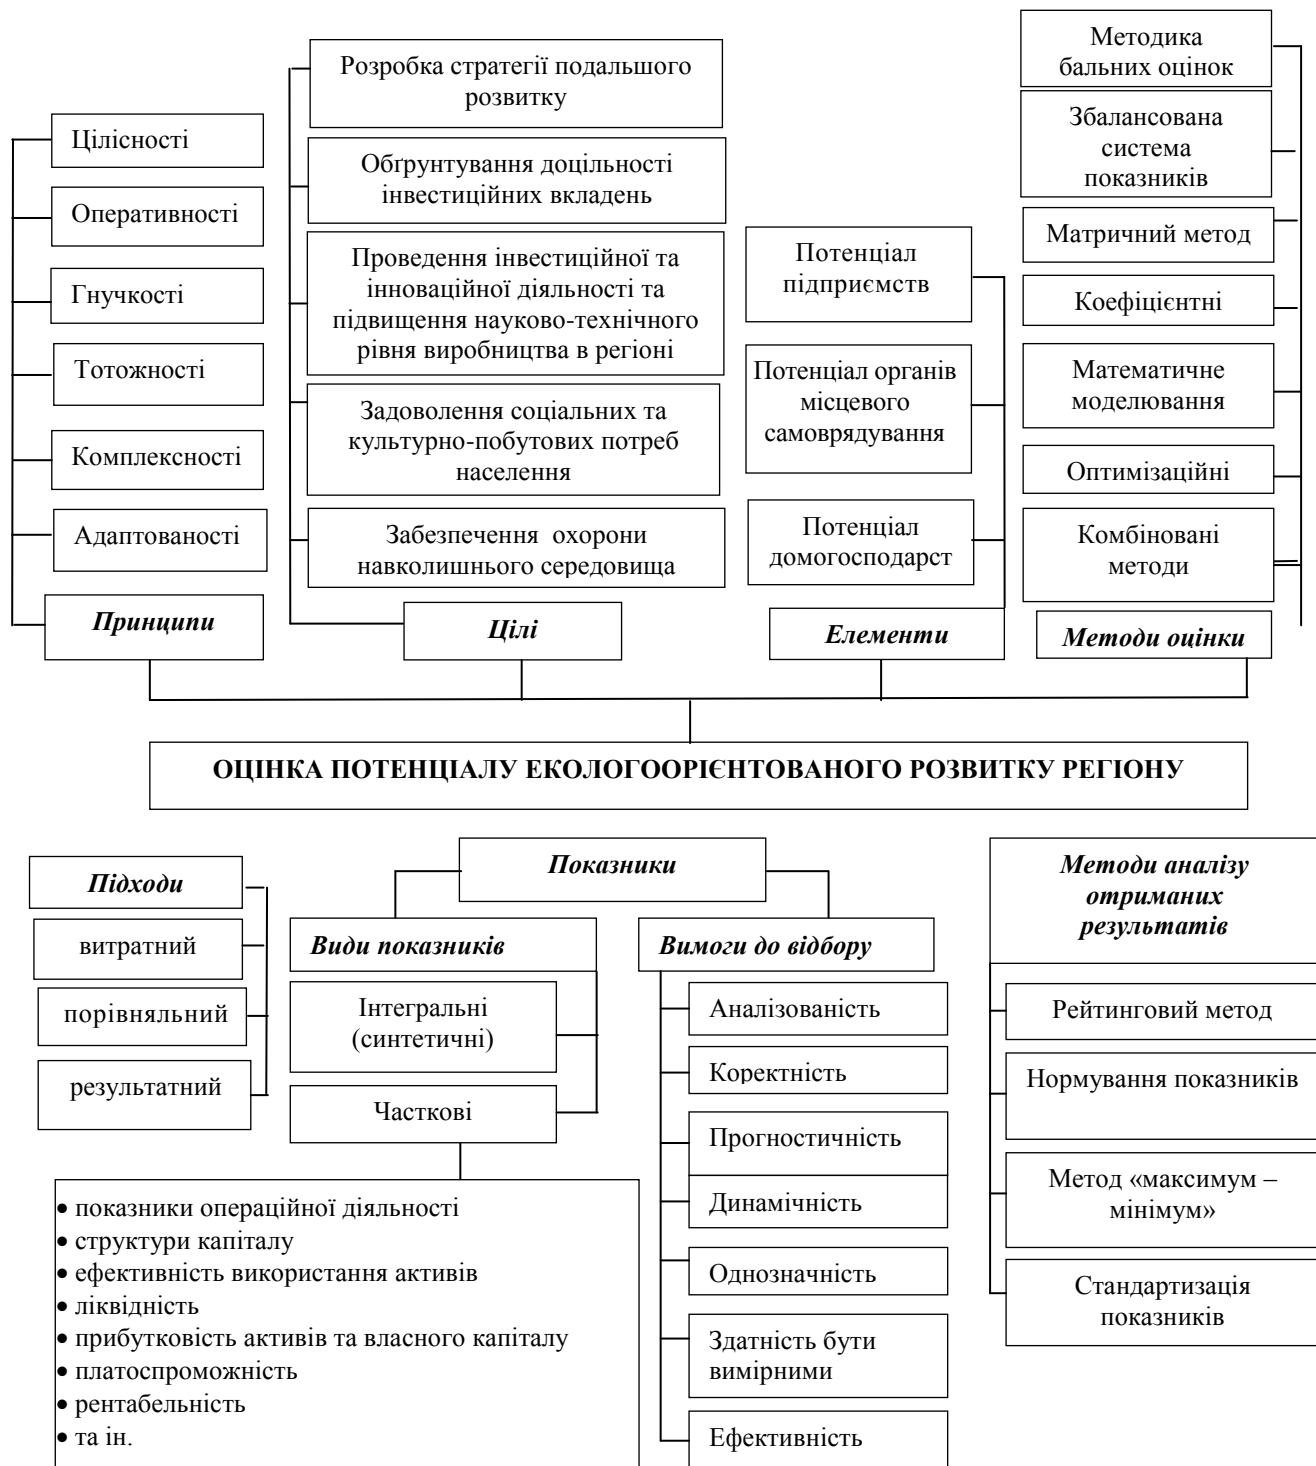 Цілісності
Оперативності
Гнучкості
Тотожності
Комплексності
Адаптованості
Принципи
Розробка стратегії подальшого
розвитку
Обґрунтування доцільності
інвестиційних вкладень
Проведення інвестиційної та
інноваційної діяльності та
підвищення науково-технічного
рівня виробництва в регіоні
Задоволення соціальних та
культурно-побутових потреб
населення
Забезпечення охорони
навколишнього середовища
Цілі
Потенціал
підприємств
Потенціал органів
місцевого
самоврядування
Потенціал
домогосподарст
Елементи
Методика
бальних оцінок
Збалансована
система
показників
Матричний метод
Коефіцієнтні
Математичне
моделювання
Оптимізаційні
Комбіновані
методи
Методи оцінки
ОЦІНКА ПОТЕНЦІАЛУ ЕКОЛОГООРІЄНТОВАНОГО РОЗВИТКУ РЕГІОНУ
Підходи
витратний
порівняльний
результатний
Показники
Види показників
Інтегральні
(синтетичні)
Часткові
• показники операційної діяльності
• структури капіталу
• ефективність використання активів
• ліквідність
• прибутковість активів та власного капіталу
• платоспроможність
• рентабельність
• та ін.
Вимоги до відбору
Аналізованість
Коректність
Прогностичність
Динамічність
Однозначність
Здатність бути
вимірними
Ефективність
Методи аналізу
отриманих
результатів
Рейтинговий метод
Нормування показників
Метод «максимум –
мінімум»
Стандартизація
показників